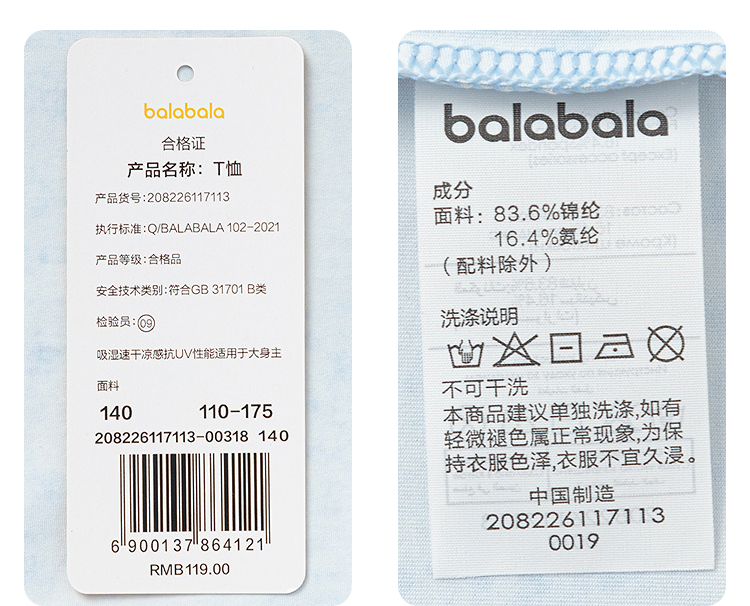 balabala
合格证
产品名称：T恤
产品货号:208226117113
执行标准:Q/BALABALA 102-2021
产品等级:合格品
安全技术类别:符合GB 31701 B类
检验员:09
吸湿速干凉感抗UV性能适用于大身主
面料
140 110-175
208226117113-00318 140
6 900137 864121
RMB119.00
balabala
成分
面料：83.6%锦纶
16.4%氨纶
（配料除外）
洗涤说明
不可干洗
本商品建议单独洗涤,如有
轻微褪色属正常现象,为保
持衣服色泽,衣服不宜久浸。
中国制造
208226117113
0019